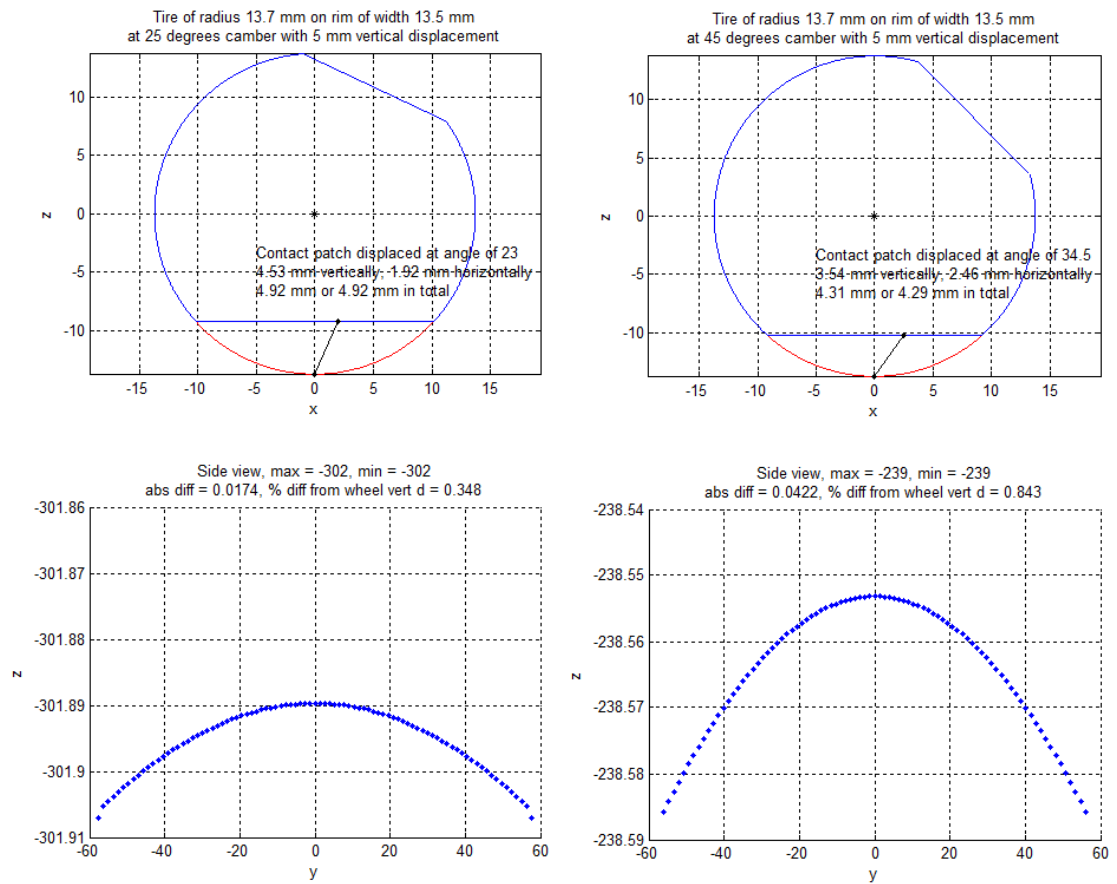 Tire of radius 13.7 mm on rim of width 13.5 mm
at 25 degrees camber with 5 mm vertical displacement
10
5
0
-5
-10
z
Contact patch displaced at angle of 23
4.53 mm vertically, 1.92 mm horizontally
4.92 mm or 4.92 mm in total
-15 -10 -5 0 5 10 15
x
Tire of radius 13.7 mm on rim of width 13.5 mm
at 45 degrees camber with 5 mm vertical displacement
10
5
0
-5
-10
z
Contact patch displaced at angle of 34.5
3.54 mm vertically, 2.46 mm horizontally
4.31 mm or 4.29 mm in total
-15 -10 -5 0 5 10 15
x
Side view, max = -302, min = -302
abs diff = 0.0174, % diff from wheel vert d = 0.348
-301.86
-301.87
-301.88
-301.89
-301.9
-301.91
z
-60 -40 -20 0 20 40 60
y
Side view, max = -239, min = -239
abs diff = 0.0422, % diff from wheel vert d = 0.843
-238.54
-238.55
-238.56
-238.57
-238.58
-238.59
z
-60 -40 -20 0 20 40 60
y